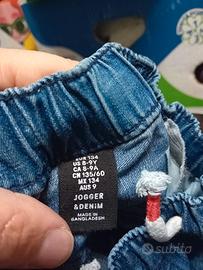 EUR 134
US 8-9Y
CA 8-9A
CN 135/60
MX 134
AUS 9
JOGGER
&DENIM
MADE IN
BANGLADESH
subito